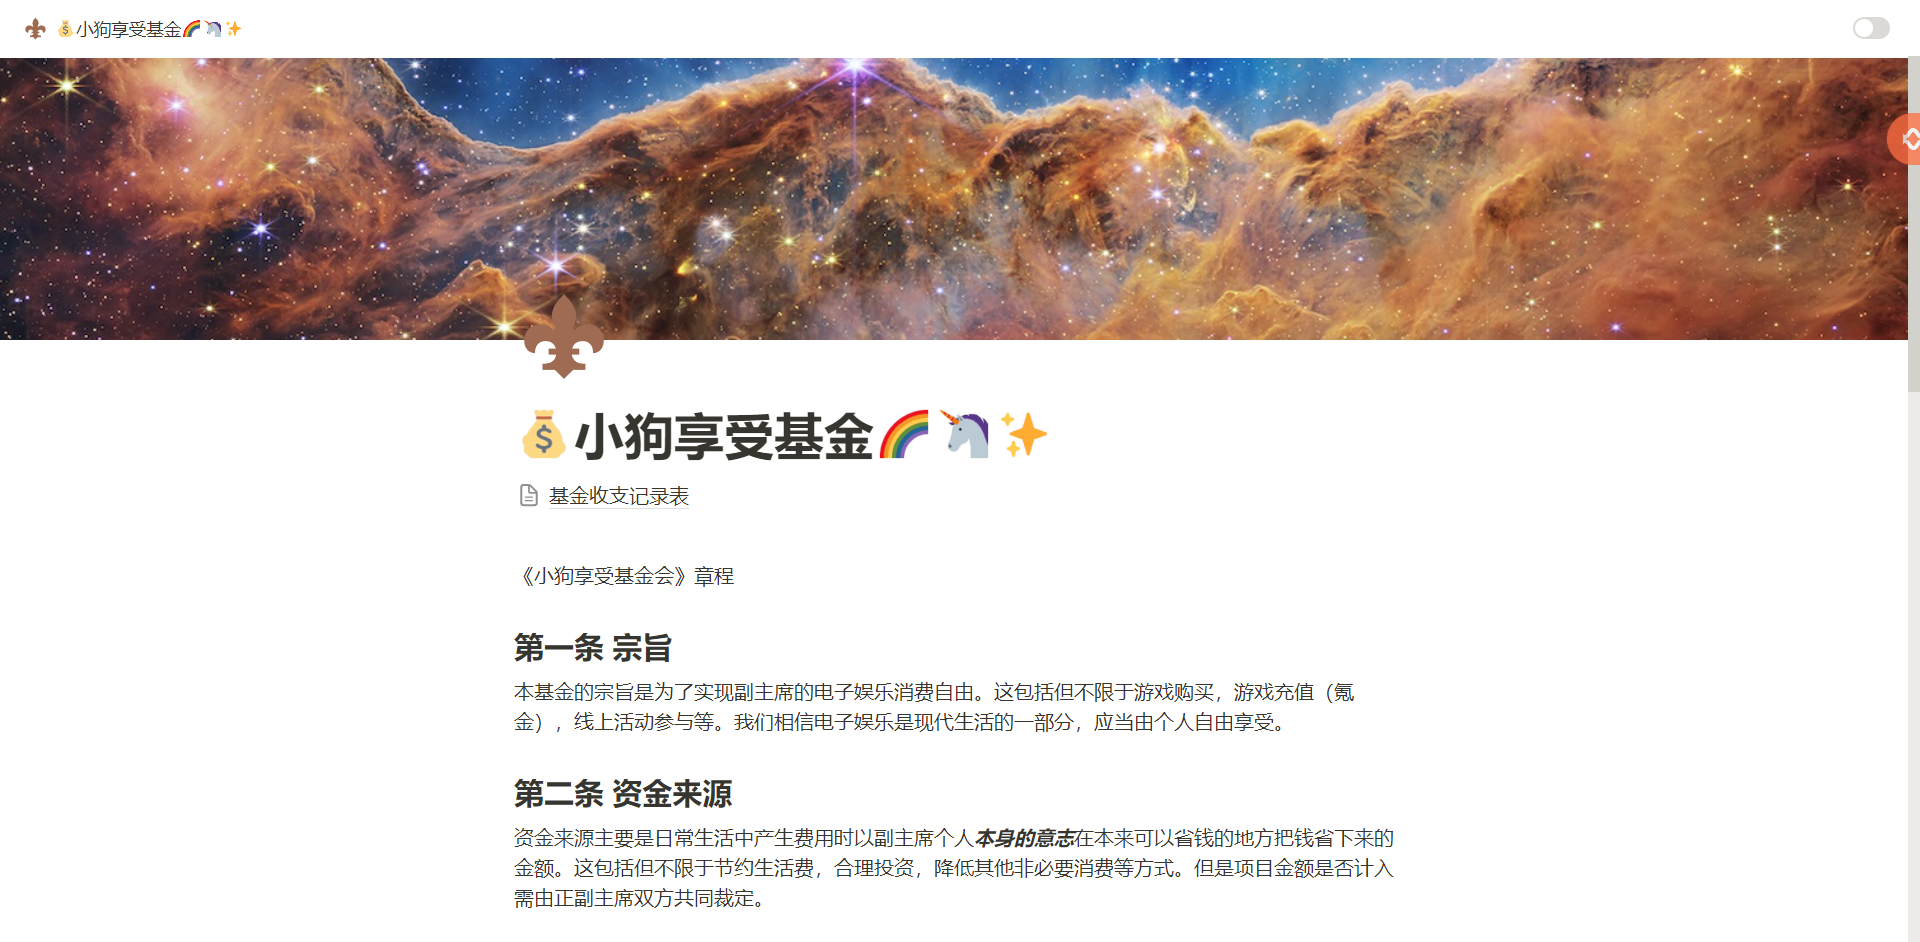 💰小狗享受基金🌈🦄✨
💰小狗享受基金🌈🦄✨
基金收支记录表
《小狗享受基金会》章程
第一条 宗旨
本基金的宗旨是为了实现副主席的电子娱乐消费自由。这包括但不限于游戏购买，游戏充值（氪
金），线上活动参与等。我们相信电子娱乐是现代生活的一部分，应当由个人自由享受。
第二条 资金来源
资金来源主要是日常生活中产生费用时以副主席个人本身的意志在本来可以省钱的地方把钱省下来的
金额。这包括但不限于节约生活费，合理投资，降低其他非必要消费等方式。但是项目金额是否计入
需由正副主席双方共同裁定。